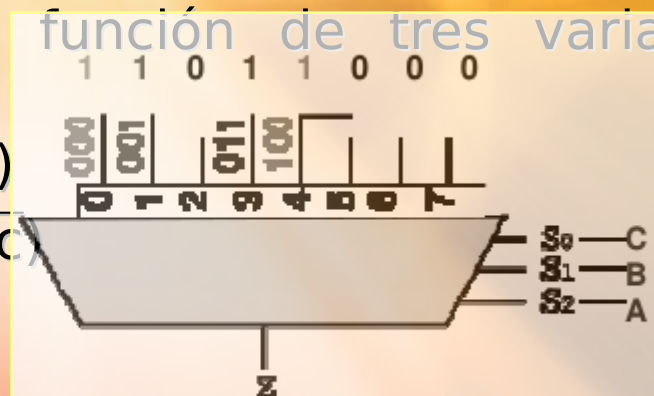 función de tres varia
1 1 0 1 1 0 0 0
000 001 011 100
)
0 1 2 3 4 5 6 7
c)
S0 C
S1 B
S2 A
Z